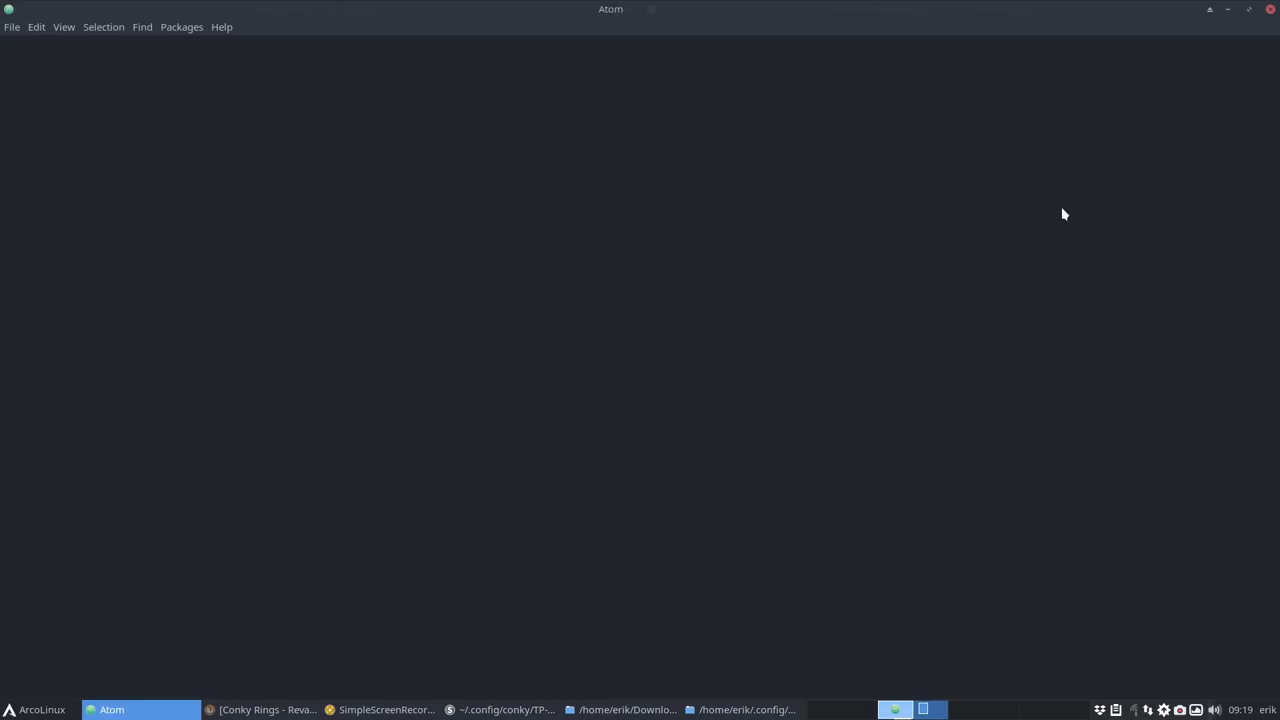 Atom
File Edit View Selection Find Packages Help
ArcoLinux Atom [Conky Rings - Reva... SimpleScreenRecor... ~/.config/conky/TP-... /home/erik/Downlo... /home/erik/.config/... 09:19 erik